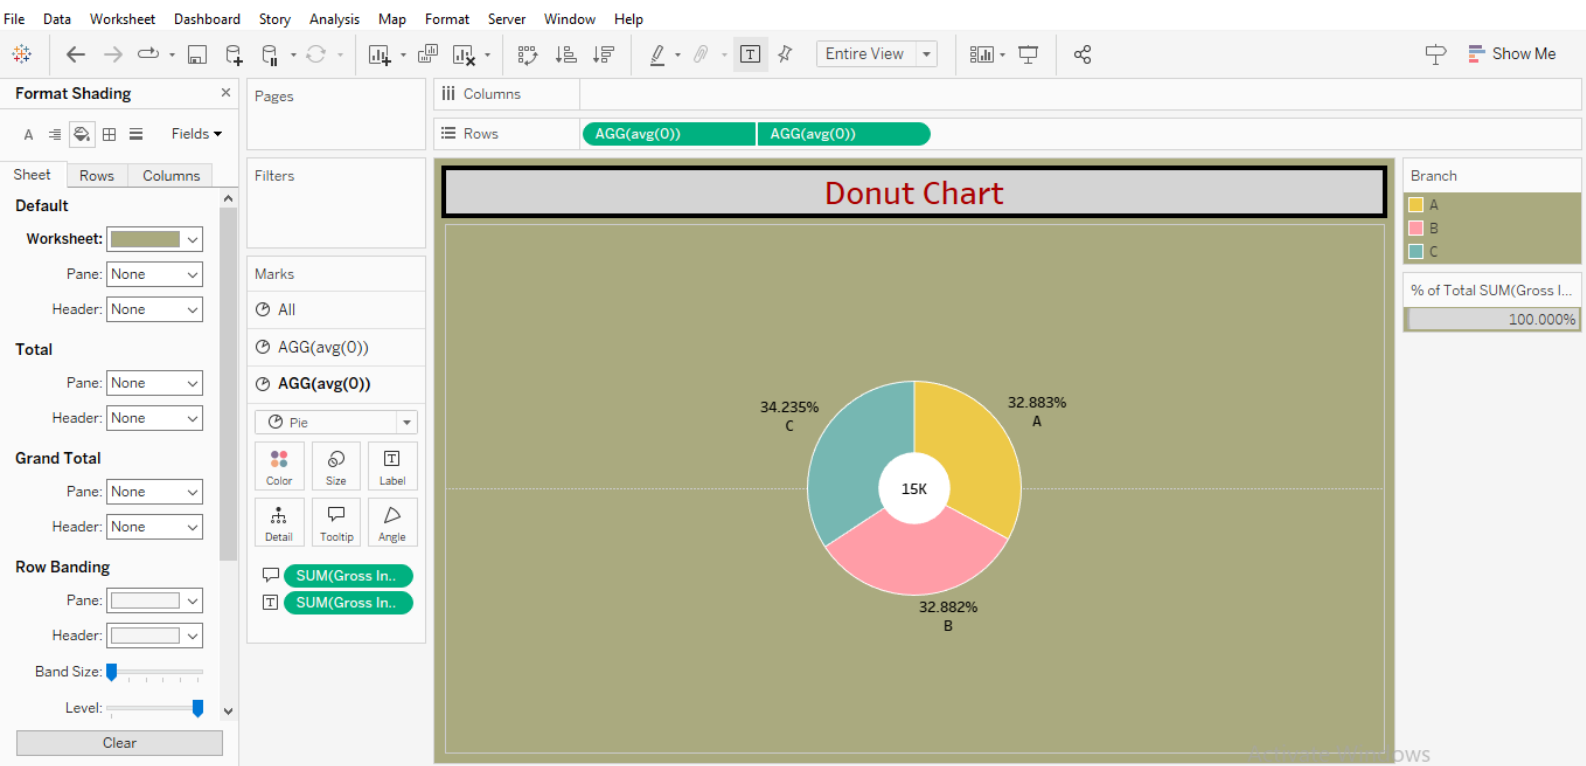 File Data Worksheet Dashboard Story Analysis Map Format Server Window Help
Entire View
Show Me
Format Shading
Fields
Sheet Rows Columns
Default
Worksheet:
Pane: None
Header: None
Total
Pane: None
Header: None
Grand Total
Pane: None
Header: None
Row Banding
Pane:
Header:
Band Size:
Level:
Clear
Pages
Filters
Marks
All
AGG(avg(0))
AGG(avg(0))
Pie
Color Size Label
Detail Tooltip Angle
SUM(Gross In..
SUM(Gross In..
Columns
Rows AGG(avg(0)) AGG(avg(0))
Donut Chart
34.235%
C
32.883%
A
15K
32.882%
B
Branch
A
B
C
% of Total SUM(Gross I...
100.000%